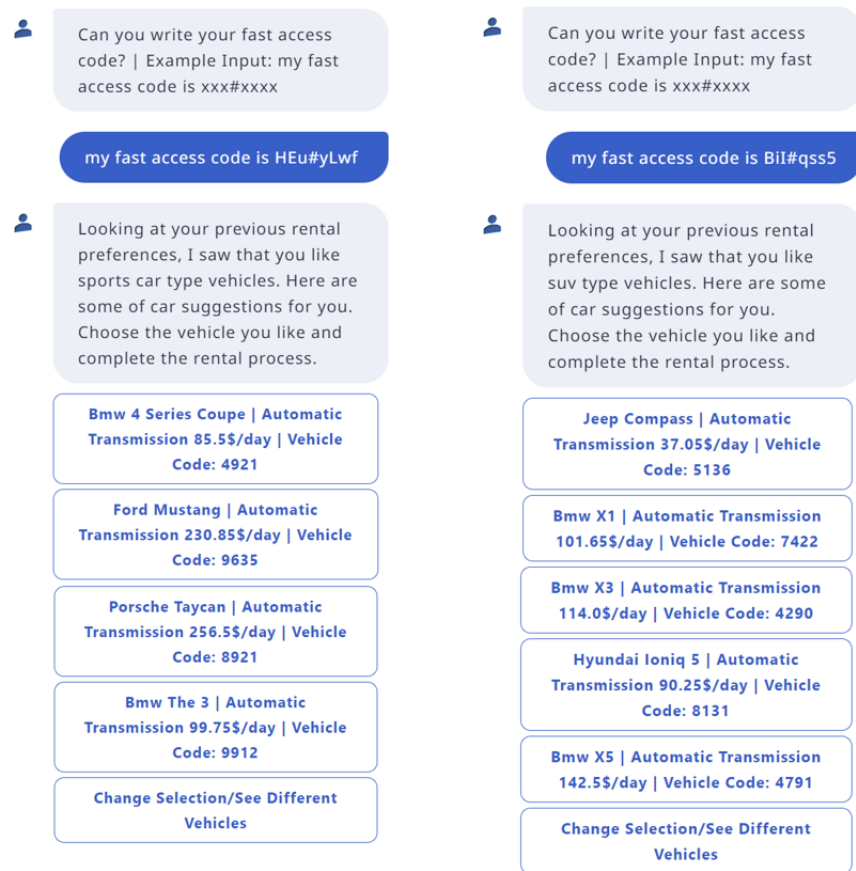 Can you write your fast access
code? | Example Input: my fast
access code is xxx#xxxx
my fast access code is HEu#yLwf
Looking at your previous rental
preferences, I saw that you like
sports car type vehicles. Here are
some of car suggestions for you.
Choose the vehicle you like and
complete the rental process.
Bmw 4 Series Coupe | Automatic
Transmission 85.5$/day | Vehicle
Code: 4921
Ford Mustang | Automatic
Transmission 230.85$/day | Vehicle
Code: 9635
Porsche Taycan | Automatic
Transmission 256.5$/day | Vehicle
Code: 8921
Bmw The 3 | Automatic
Transmission 99.75$/day | Vehicle
Code: 9912
Change Selection/See Different
Vehicles
Can you write your fast access
code? | Example Input: my fast
access code is xxx#xxxx
my fast access code is BiI#qss5
Looking at your previous rental
preferences, I saw that you like
suv type vehicles. Here are some
of car suggestions for you.
Choose the vehicle you like and
complete the rental process.
Jeep Compass | Automatic
Transmission 37.05$/day | Vehicle
Code: 5136
Bmw X1 | Automatic Transmission
101.65$/day | Vehicle Code: 7422
Bmw X3 | Automatic Transmission
114.0$/day | Vehicle Code: 4290
Hyundai Ioniq 5 | Automatic
Transmission 90.25$/day | Vehicle
Code: 8131
Bmw X5 | Automatic Transmission
142.5$/day | Vehicle Code: 4791
Change Selection/See Different
Vehicles